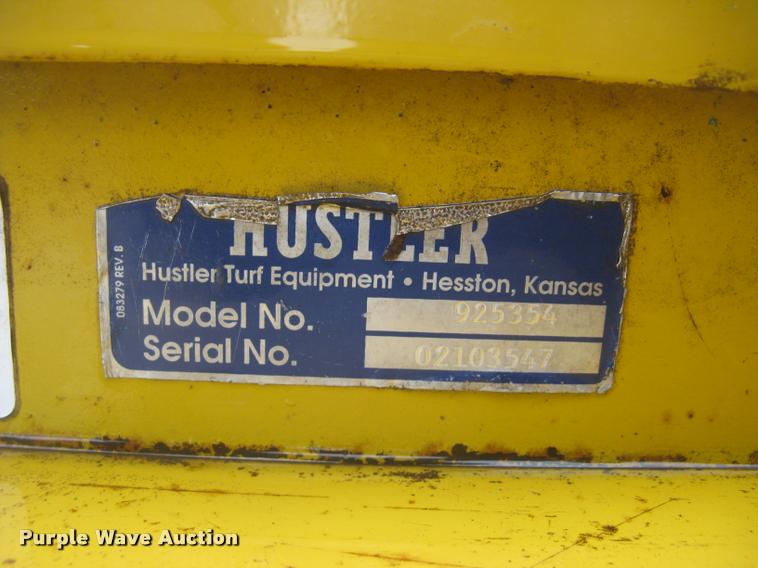 HUSTLER
Hustler Turf Equipment • Hesston, Kansas
Model No. 925354
Serial No. 02103547
083279 REV. B
Purple Wave Auction